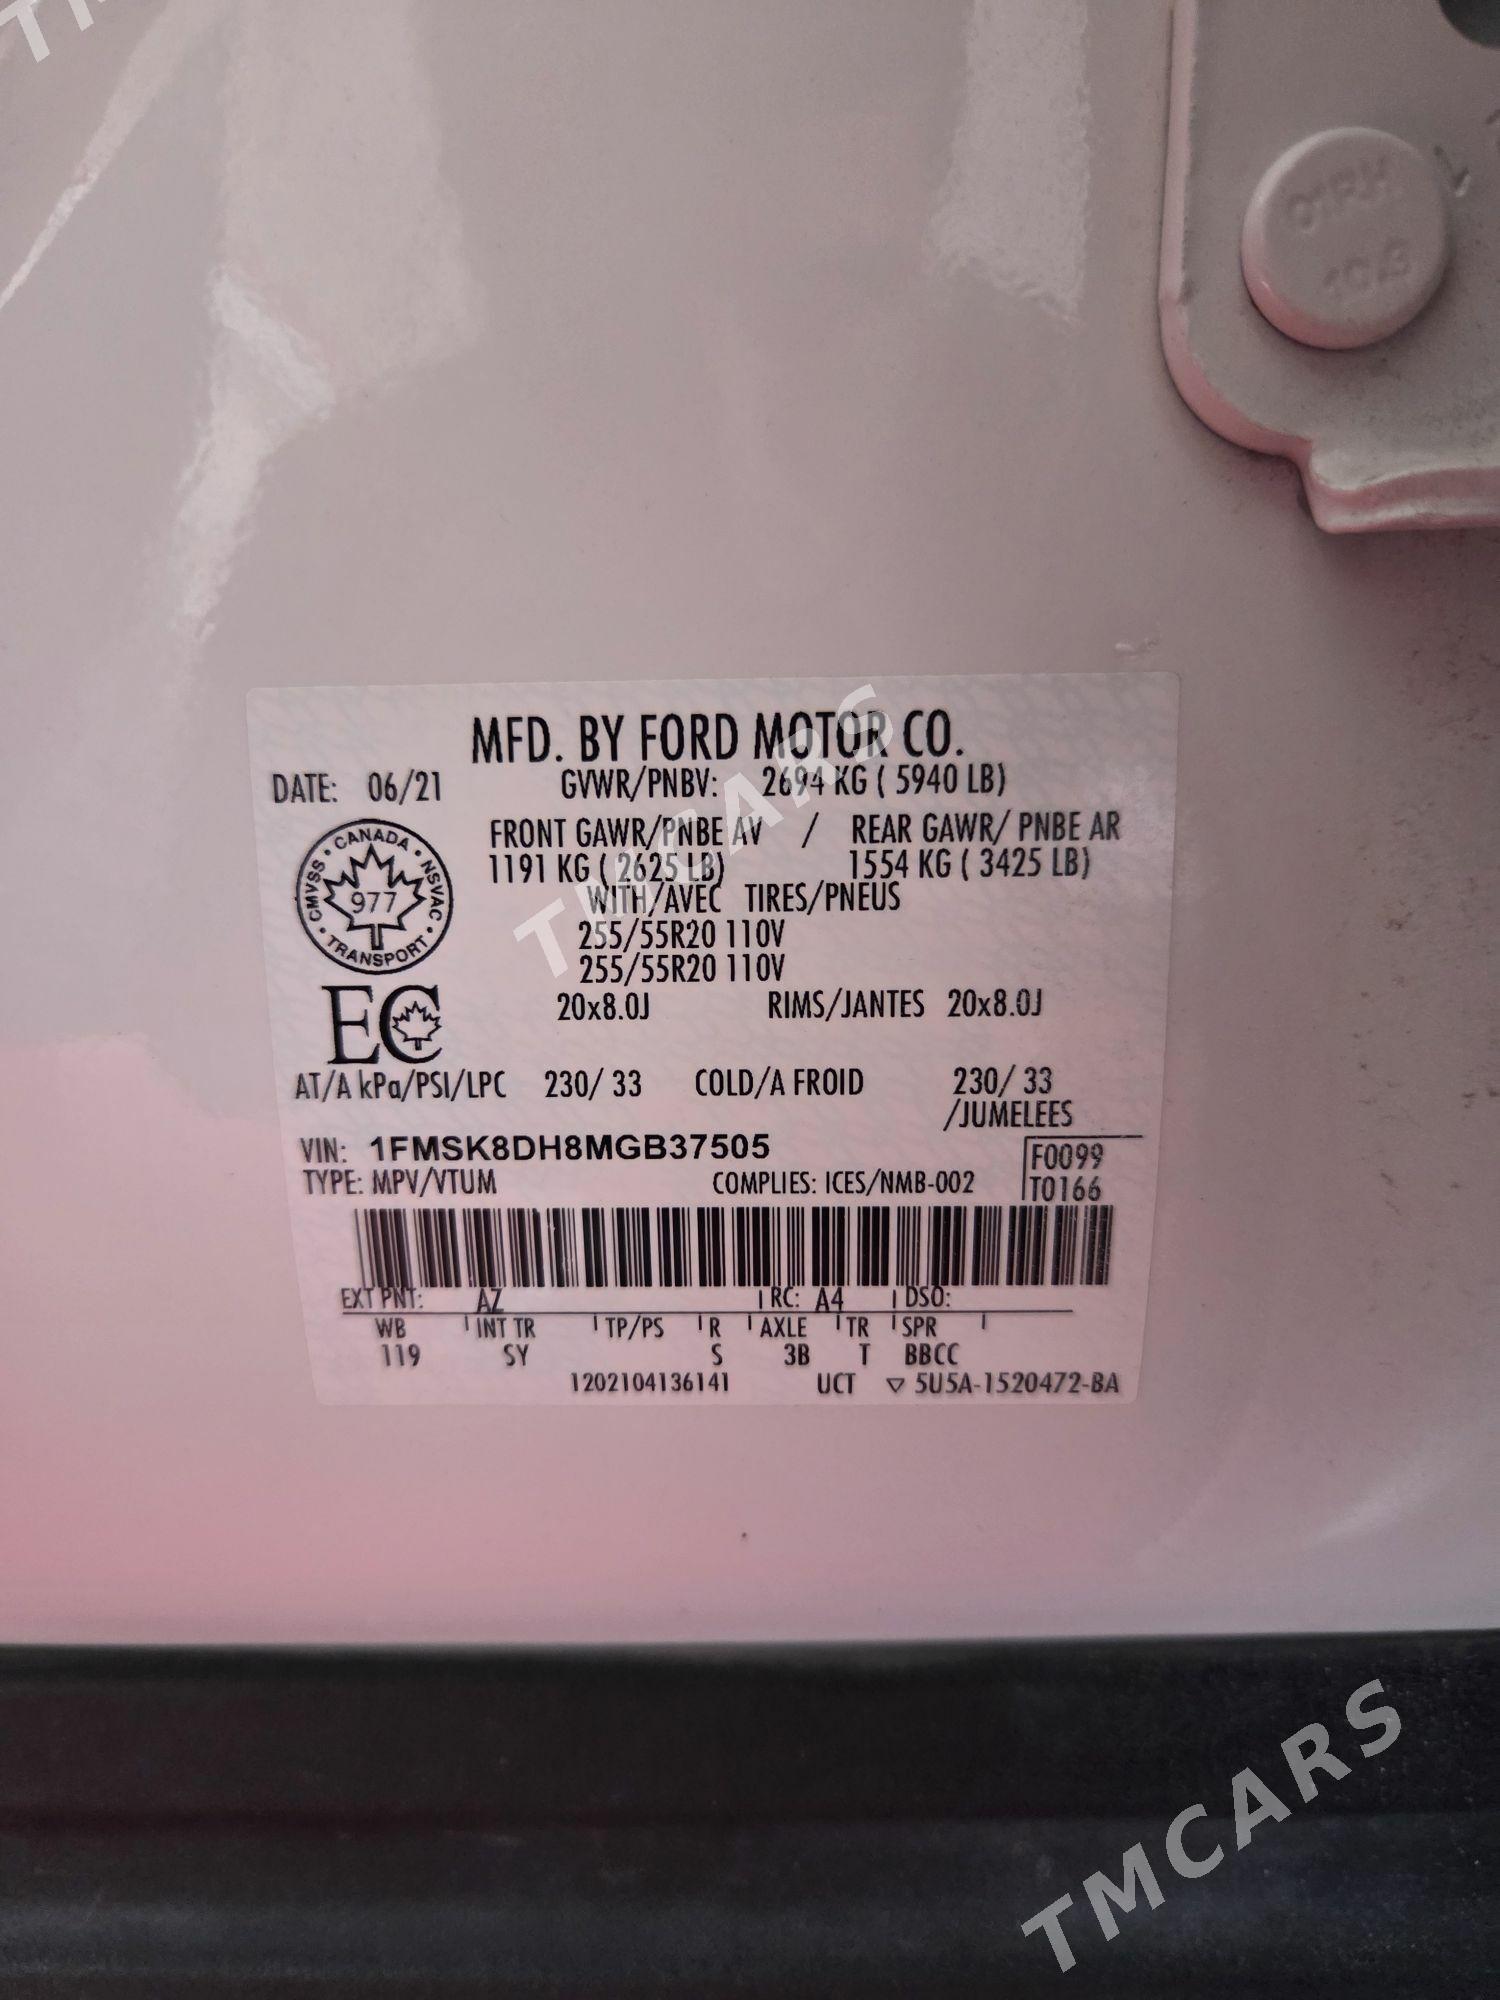 MFD. BY FORD MOTOR CO.
DATE: 06/21 GVWR/PNBV: 2694 KG ( 5940 LB)
FRONT GAWR/PNBE AV / REAR GAWR/ PNBE AR
1191 KG ( 2625 LB) 1554 KG ( 3425 LB)
WITH/AVEC TIRES/PNEUS
255/55R20 110V
255/55R20 110V
CANADA • NSVAC • TRANSPORT • CMVSS •
977
EC
20x8.0J RIMS/JANTES 20x8.0J
AT/A kPa/PSI/LPC 230/ 33 COLD/A FROID 230/ 33
/JUMELEES
VIN: 1FMSK8DH8MGB37505 F0099
TYPE: MPV/VTUM COMPLIES: ICES/NMB-002 T0166
EXT PNT: AZ RC: A4 DSO:
WB INT TR TP/PS R AXLE TR SPR
119 SY S 3B T BBCC
1202104136141 UCT ▽ 5U5A-1520472-BA
TMCARS
TMCARS